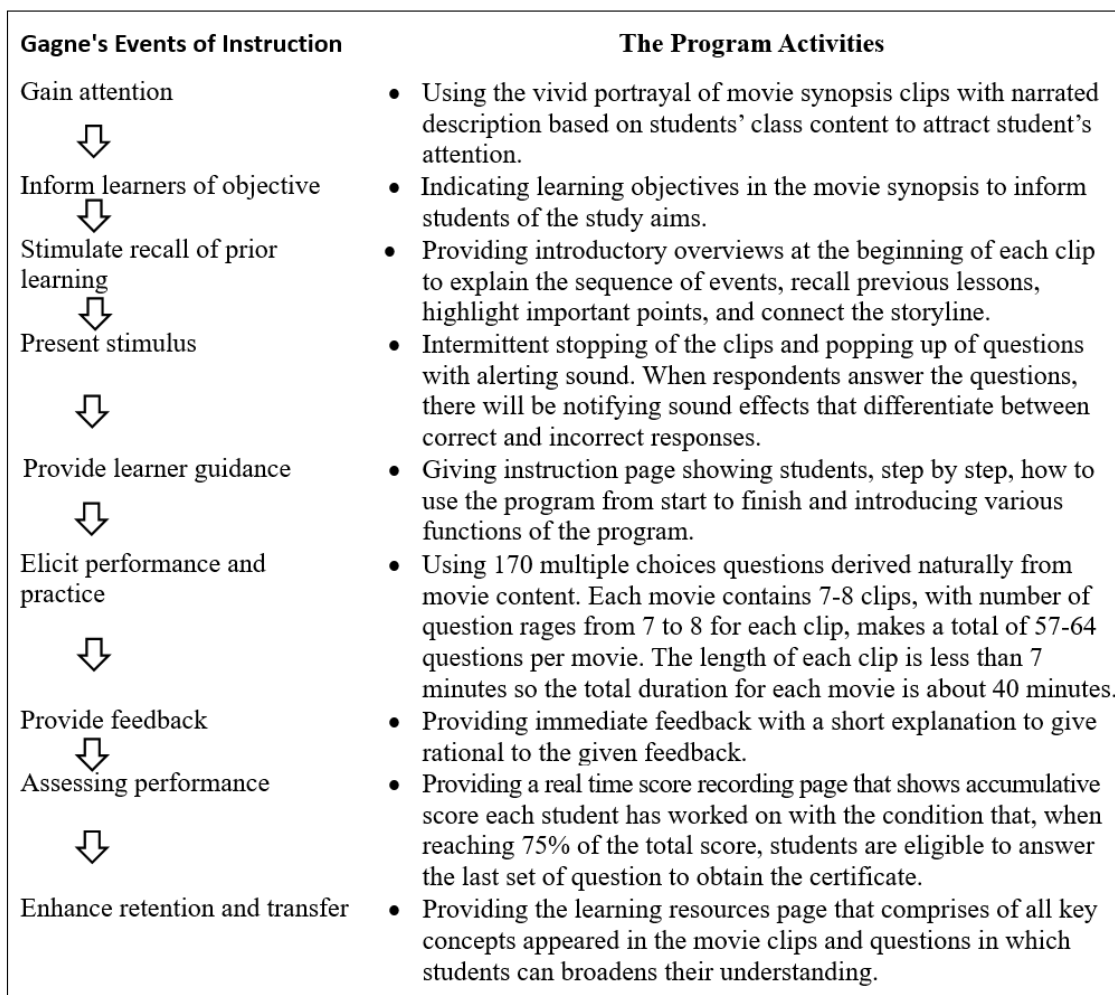 Gagne's Events of Instruction
The Program Activities
Gain attention
• Using the vivid portrayal of movie synopsis clips with narrated
description based on students’ class content to attract student’s
attention.
Inform learners of objective
• Indicating learning objectives in the movie synopsis to inform
students of the study aims.
Stimulate recall of prior
learning
• Providing introductory overviews at the beginning of each clip
to explain the sequence of events, recall previous lessons,
highlight important points, and connect the storyline.
Present stimulus
• Intermittent stopping of the clips and popping up of questions
with alerting sound. When respondents answer the questions,
there will be notifying sound effects that differentiate between
correct and incorrect responses.
Provide learner guidance
• Giving instruction page showing students, step by step, how to
use the program from start to finish and introducing various
functions of the program.
Elicit performance and
practice
• Using 170 multiple choices questions derived naturally from
movie content. Each movie contains 7-8 clips, with number of
question rages from 7 to 8 for each clip, makes a total of 57-64
questions per movie. The length of each clip is less than 7
minutes so the total duration for each movie is about 40 minutes.
Provide feedback
• Providing immediate feedback with a short explanation to give
rational to the given feedback.
Assessing performance
• Providing a real time score recording page that shows accumulative
score each student has worked on with the condition that, when
reaching 75% of the total score, students are eligible to answer
the last set of question to obtain the certificate.
Enhance retention and transfer
• Providing the learning resources page that comprises of all key
concepts appeared in the movie clips and questions in which
students can broadens their understanding.